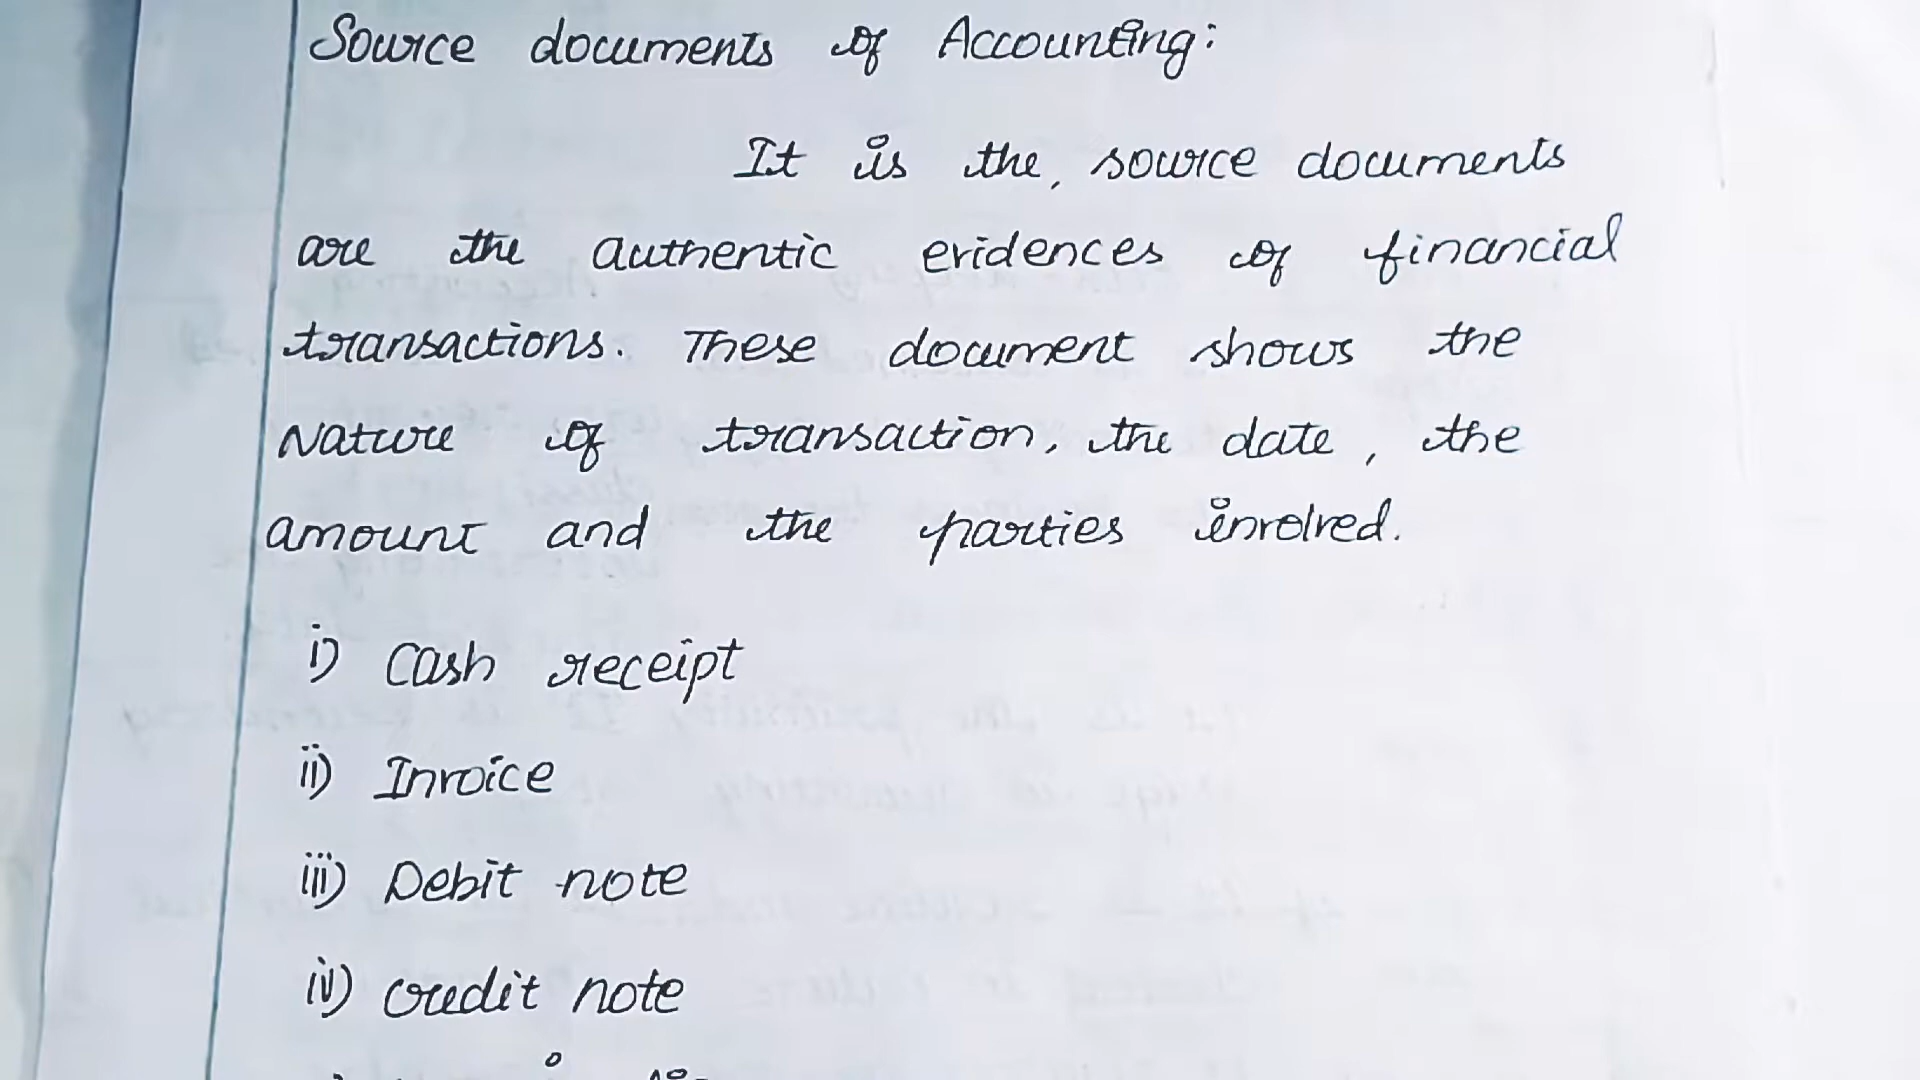 Source documents of Accounting:
It is the, source documents
are the authentic evidences of financial
transactions. These document shows the
Nature of transaction, the date, the
amount and the parties involved.
i) Cash receipt
ii) Invoice
iii) Debit note
iv) credit note